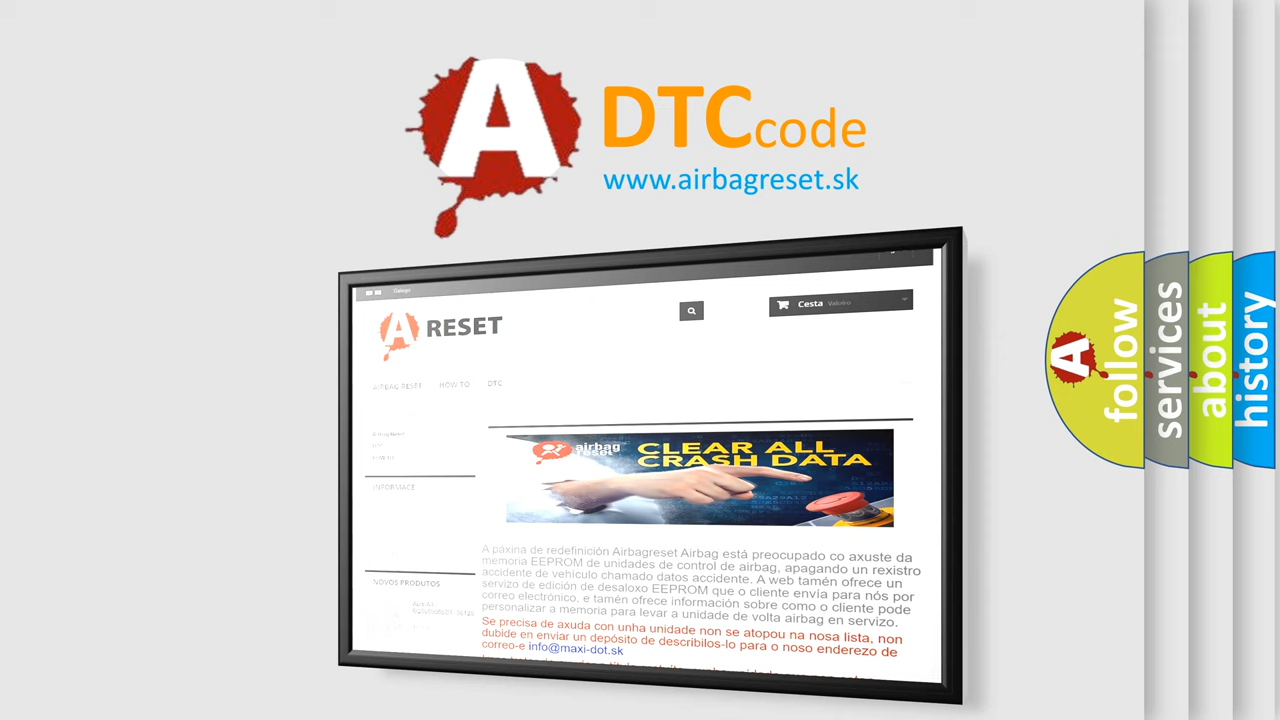 A
DTCcode
www.airbagreset.sk
Galego
A RESET
Cesta Valeiro
AIRBAG RESET HOW TO DTC
Airbag Reset
HOW TO
INFORMACE
airbag
reset
CLEAR ALL
CRASH DATA
A páxina de redefinición Airbagreset Airbag está preocupado co axuste da
memoria EEPROM de unidades de control de airbag, apagando un rexistro
accidente de vehículo chamado datos accidente. A web tamén ofrece un
servizo de edición de desaloxo EEPROM que o cliente envía para nós por
correo electrónico, e tamén ofrece información sobre como o cliente pode
personalizar a memoria para levar a unidade de volta airbag en servizo.
Se precisa de axuda con unha unidade non se atopou na nosa lista, non
dubide en enviar un depósito de describilos-lo para o noso enderezo de
correo-e info@maxi-dot.sk
NOVOS PRODUTOS
A follow
services
about
history